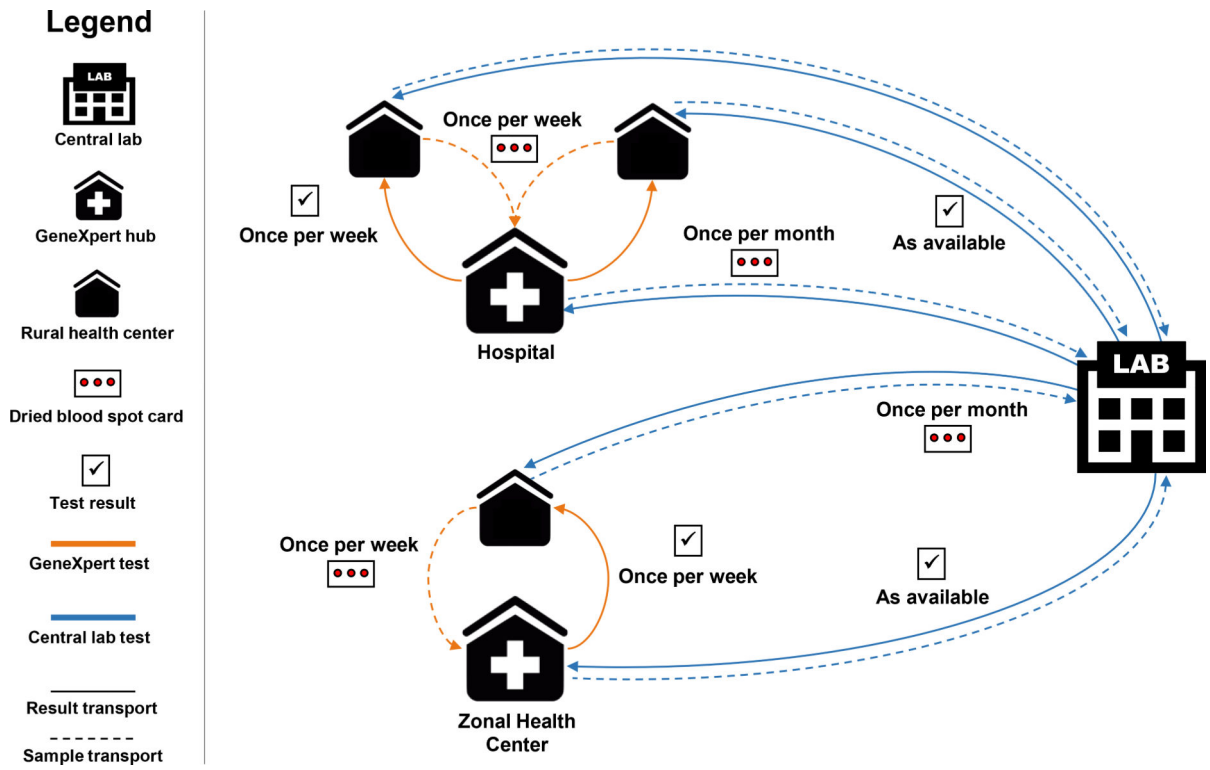 Legend
LAB
Central lab
GeneXpert hub
Rural health center
Dried blood spot card
Test result
GeneXpert test
Central lab test
Result transport
Sample transport
Once per week
Once per week
Hospital
Once per month
As available
LAB
Once per month
Once per week
Once per week
As available
Zonal Health
Center